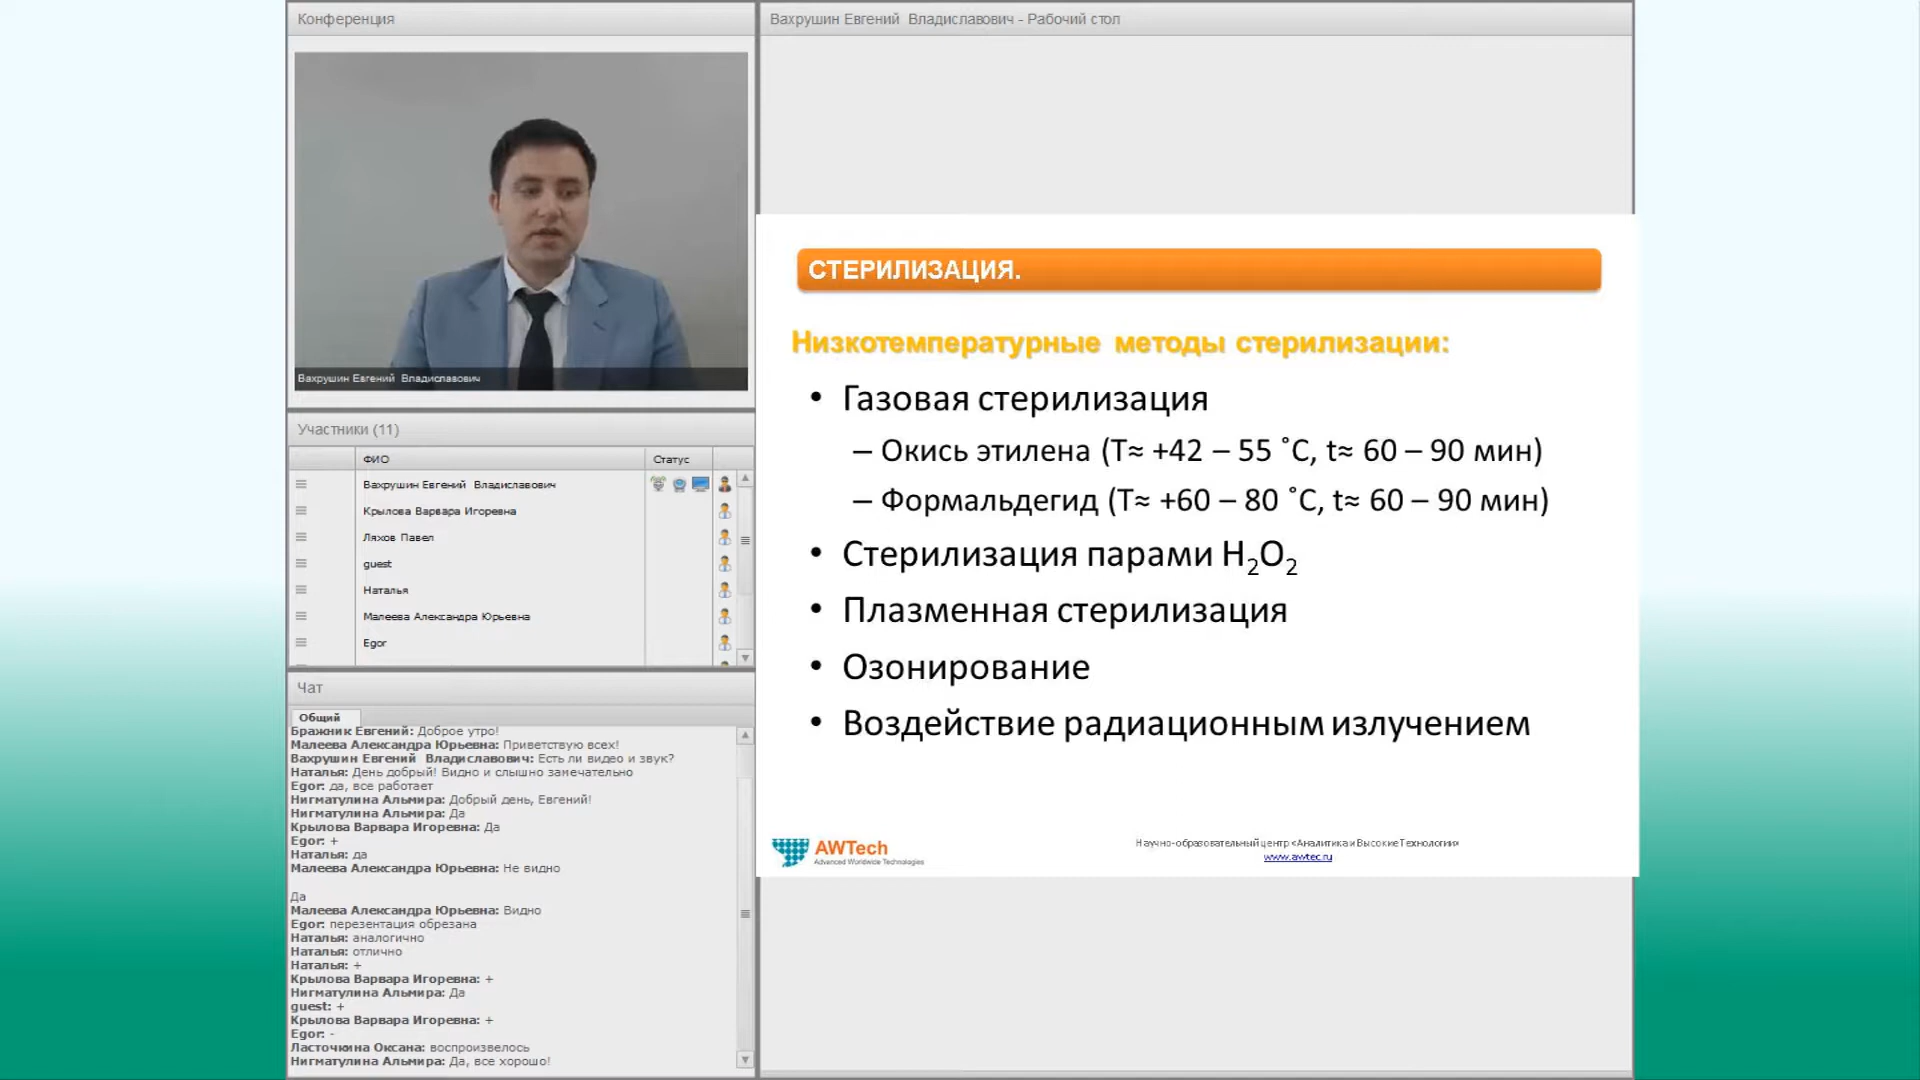 Конференция
Вахрушин Евгений  Владиславович
Участники (11)
ФИО
Статус
Вахрушин Евгений  Владиславович
Крылова Варвара Игоревна
Ляхов Павел
guest
Наталья
Малеева Александра Юрьевна
Egor
Чат
Общий
Бражник Евгений: Доброе утро!
Малеева Александра Юрьевна: Приветствую всех!
Вахрушин Евгений  Владиславович: Есть ли видео и звук?
Наталья: День добрый! Видно и слышно замечательно
Egor: да, все работает
Нигматулина Альмира: Добрый день, Евгений!
Нигматулина Альмира: Да
Крылова Варвара Игоревна: Да
Egor: +
Наталья: да
Малеева Александра Юрьевна: Не видно
Да
Малеева Александра Юрьевна: Видно
Egor: перезентация обрезана
Наталья: аналогично
Наталья: отлично
Наталья: +
Крылова Варвара Игоревна: +
Нигматулина Альмира: Да
guest: +
Крылова Варвара Игоревна: +
Egor: -
Ласточкина Оксана: воспроизвелось
Нигматулина Альмира: Да, все хорошо!
Вахрушин Евгений  Владиславович - Рабочий стол
СТЕРИЛИЗАЦИЯ.
Низкотемпературные методы стерилизации:
• Газовая стерилизация
– Окись этилена (T≈ +42 – 55 ˚C, t≈ 60 – 90 мин)
– Формальдегид (T≈ +60 – 80 ˚C, t≈ 60 – 90 мин)
• Стерилизация парами H₂O₂
• Плазменная стерилизация
• Озонирование
• Воздействие радиационным излучением
AWTech
Advanced Worldwide Technologies
Научно-образовательный центр «Аналитика и Высокие Технологии»
www.awtec.ru